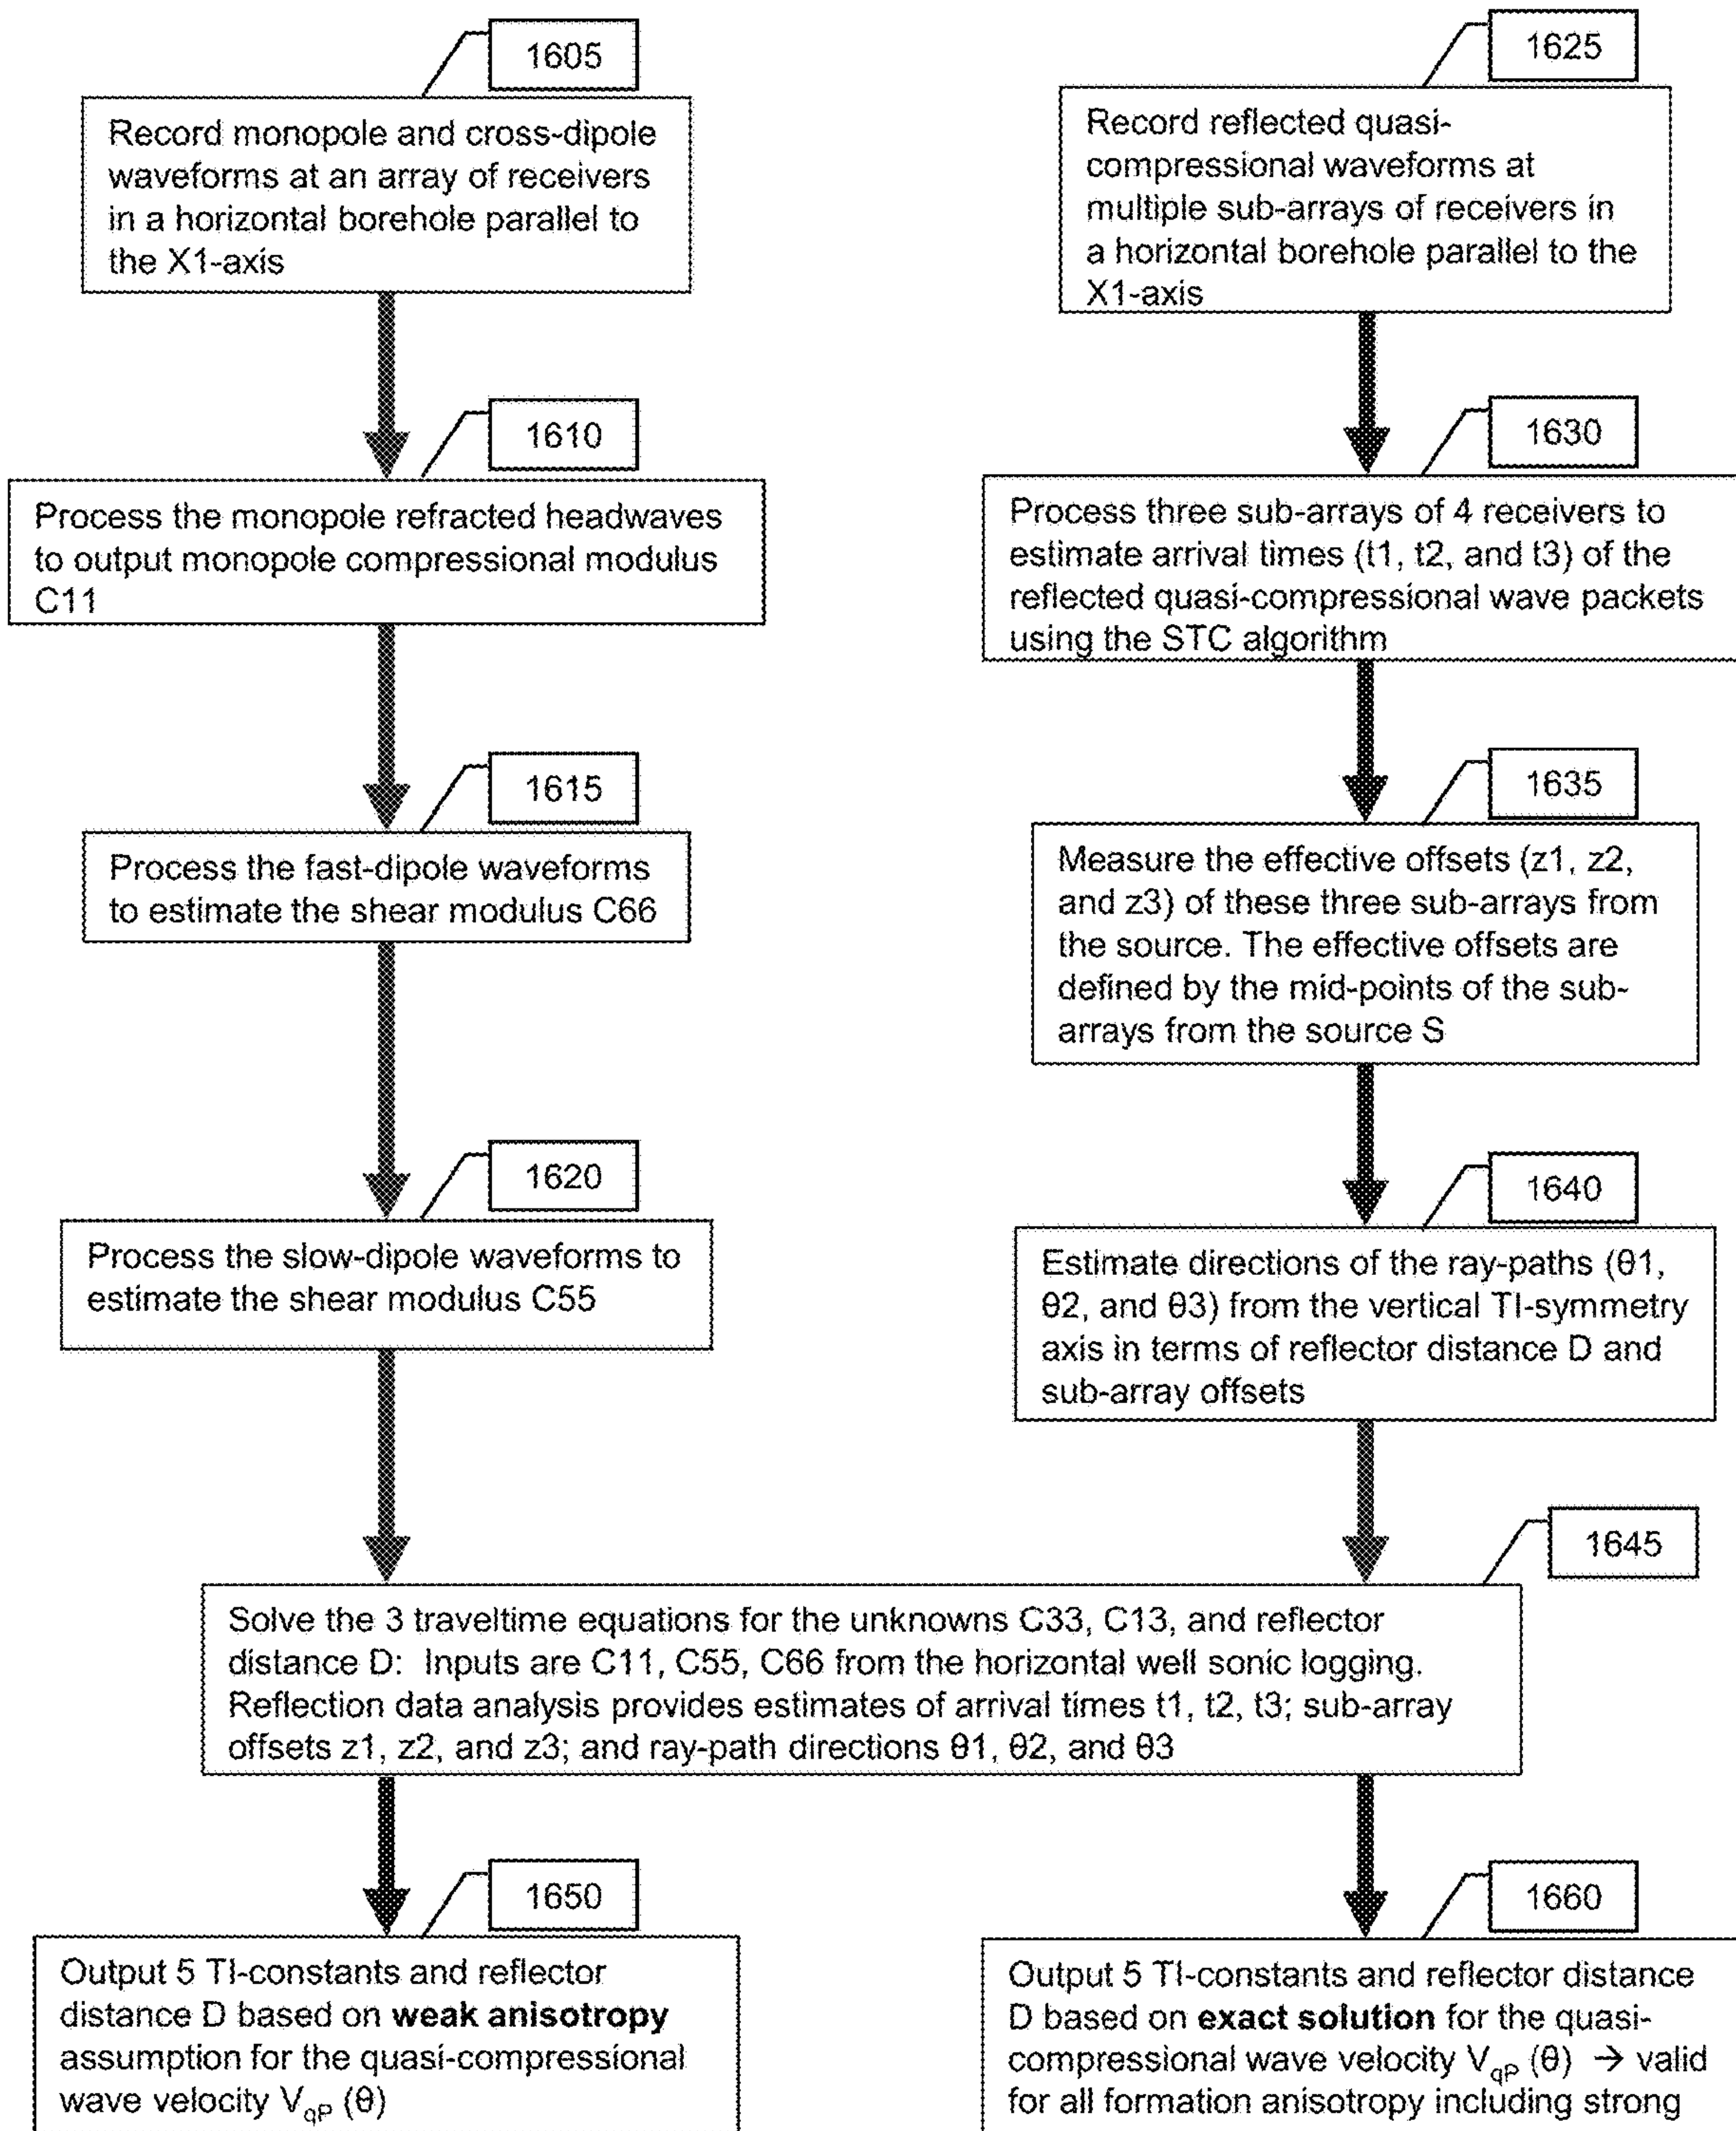 1605
Record monopole and cross-dipole
waveforms at an array of receivers
in a horizontal borehole parallel to
the X1-axis
1610
Process the monopole refracted headwaves
to output monopole compressional modulus
C11
1615
Process the fast-dipole waveforms
to estimate the shear modulus C66
1620
Process the slow-dipole waveforms to
estimate the shear modulus C55
1625
Record reflected quasi-
compressional waveforms at
multiple sub-arrays of receivers in
a horizontal borehole parallel to the
X1-axis
1630
Process three sub-arrays of 4 receivers to
estimate arrival times (t1, t2, and t3) of the
reflected quasi-compressional wave packets
using the STC algorithm
1635
Measure the effective offsets (z1, z2,
and z3) of these three sub-arrays from
the source. The effective offsets are
defined by the mid-points of the sub-
arrays from the source S
1640
Estimate directions of the ray-paths (θ1,
θ2, and θ3) from the vertical TI-symmetry
axis in terms of reflector distance D and
sub-array offsets
1645
Solve the 3 traveltime equations for the unknowns C33, C13, and reflector
distance D: Inputs are C11, C55, C66 from the horizontal well sonic logging.
Reflection data analysis provides estimates of arrival times t1, t2, t3; sub-array
offsets z1, z2, and z3; and ray-path directions θ1, θ2, and θ3
1650
Output 5 TI-constants and reflector
distance D based on weak anisotropy
assumption for the quasi-compressional
wave velocity VqP (θ)
1660
Output 5 TI-constants and reflector distance
D based on exact solution for the quasi-
compressional wave velocity VqP (θ) → valid
for all formation anisotropy including strong